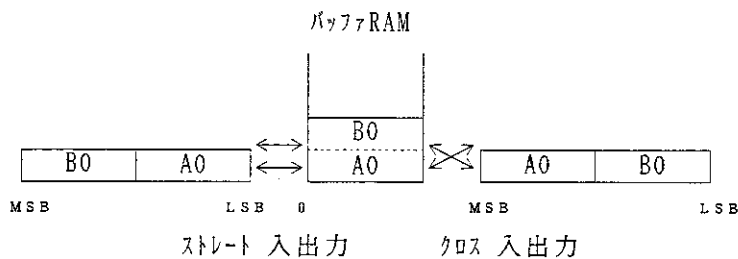 バッファRAM
B0
B0 A0 A0 A0 B0
MSB LSB 0 MSB LSB
ストレート 入出力 クロス 入出力